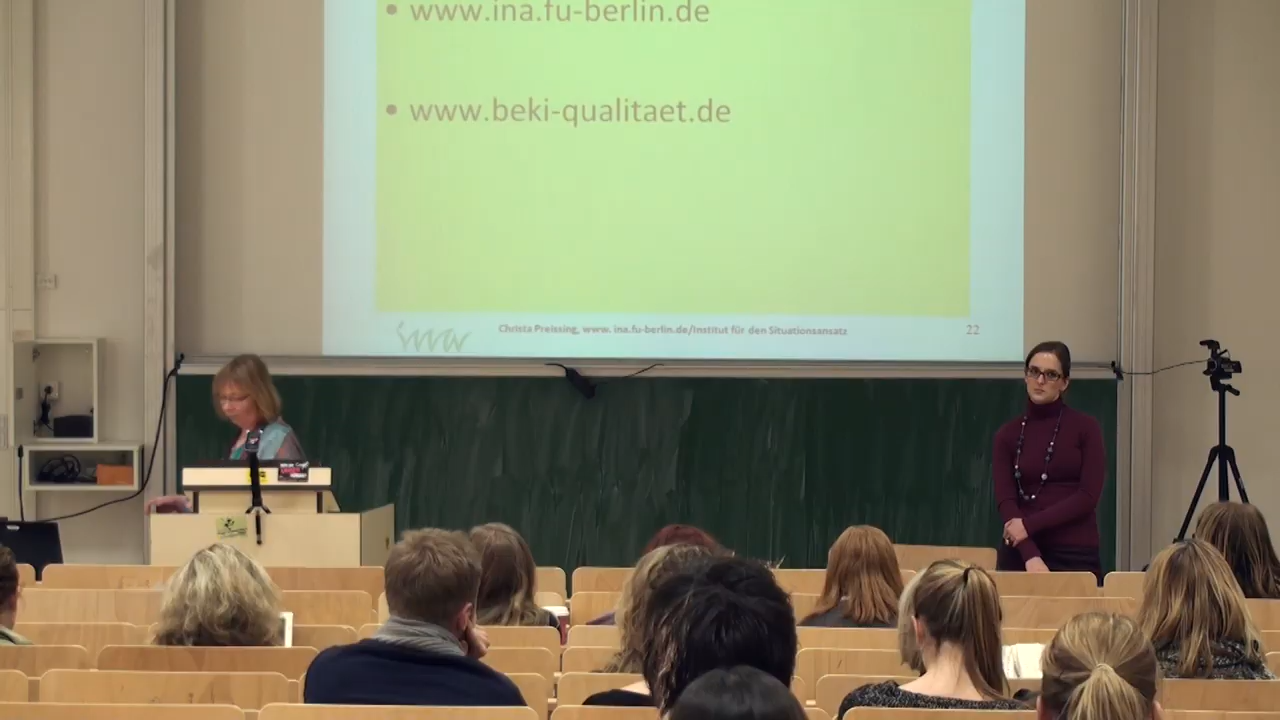 • www.ina.fu-berlin.de
• www.beki-qualitaet.de
Christa Preissing, www. ina.fu-berlin.de/Institut für den Situationsansatz
22